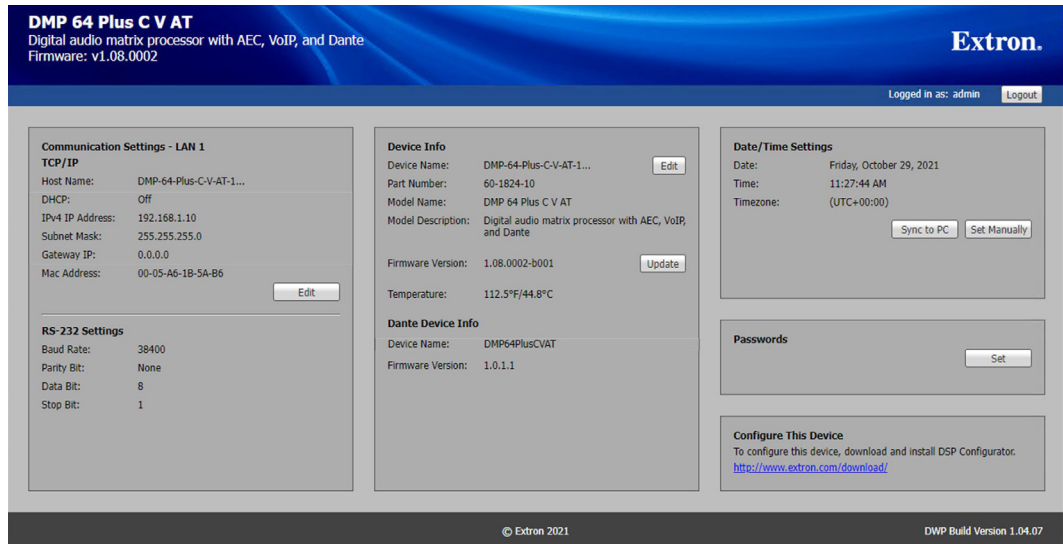 DMP 64 Plus C V AT
Digital audio matrix processor with AEC, VoIP, and Dante
Firmware: v1.08.0002
Extron.
Logged in as: admin
Logout
Communication Settings - LAN 1
TCP/IP
Host Name: DMP-64-Plus-C-V-AT-1...
DHCP: Off
IPv4 IP Address: 192.168.1.10
Subnet Mask: 255.255.255.0
Gateway IP: 0.0.0.0
Mac Address: 00-05-A6-1B-5A-B6
Edit
RS-232 Settings
Baud Rate: 38400
Parity Bit: None
Data Bit: 8
Stop Bit: 1
Device Info
Device Name: DMP-64-Plus-C-V-AT-1... Edit
Part Number: 60-1824-10
Model Name: DMP 64 Plus C V AT
Model Description: Digital audio matrix processor with AEC, VoIP,
and Dante
Firmware Version: 1.08.0002-b001 Update
Temperature: 112.5°F/44.8°C
Dante Device Info
Device Name: DMP64PlusCVAT
Firmware Version: 1.0.1.1
Date/Time Settings
Date: Friday, October 29, 2021
Time: 11:27:44 AM
Timezone: (UTC+00:00)
Sync to PC Set Manually
Passwords
Set
Configure This Device
To configure this device, download and install DSP Configurator.
http://www.extron.com/download/
© Extron 2021
DWP Build Version 1.04.07